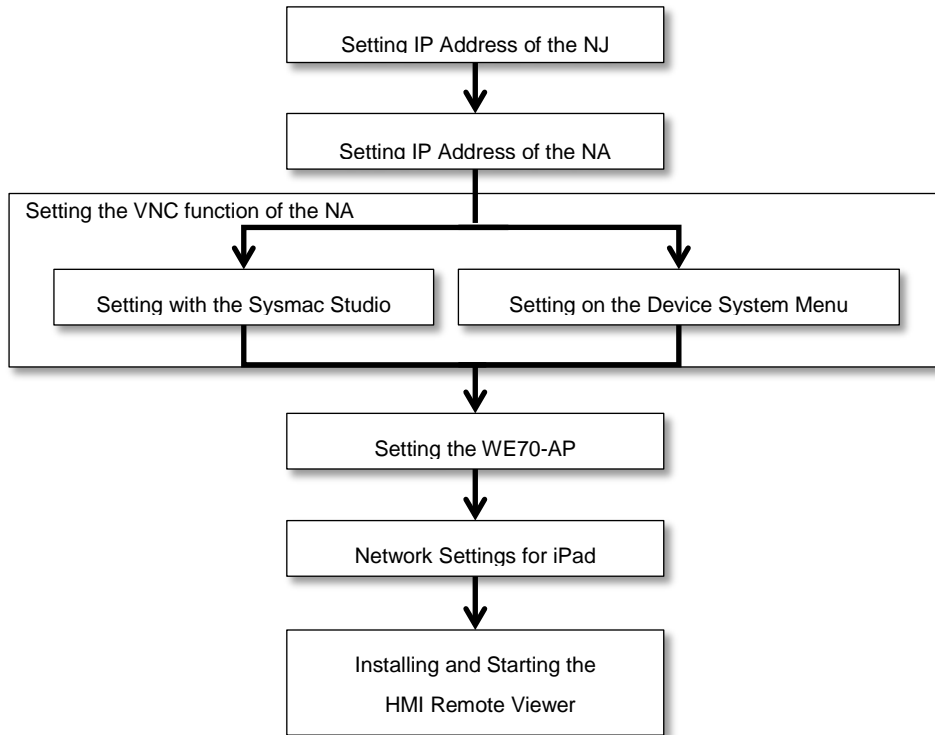 Setting IP Address of the NJ
Setting IP Address of the NA
Setting the VNC function of the NA
Setting with the Sysmac Studio
Setting on the Device System Menu
Setting the WE70-AP
Network Settings for iPad
Installing and Starting the
HMI Remote Viewer